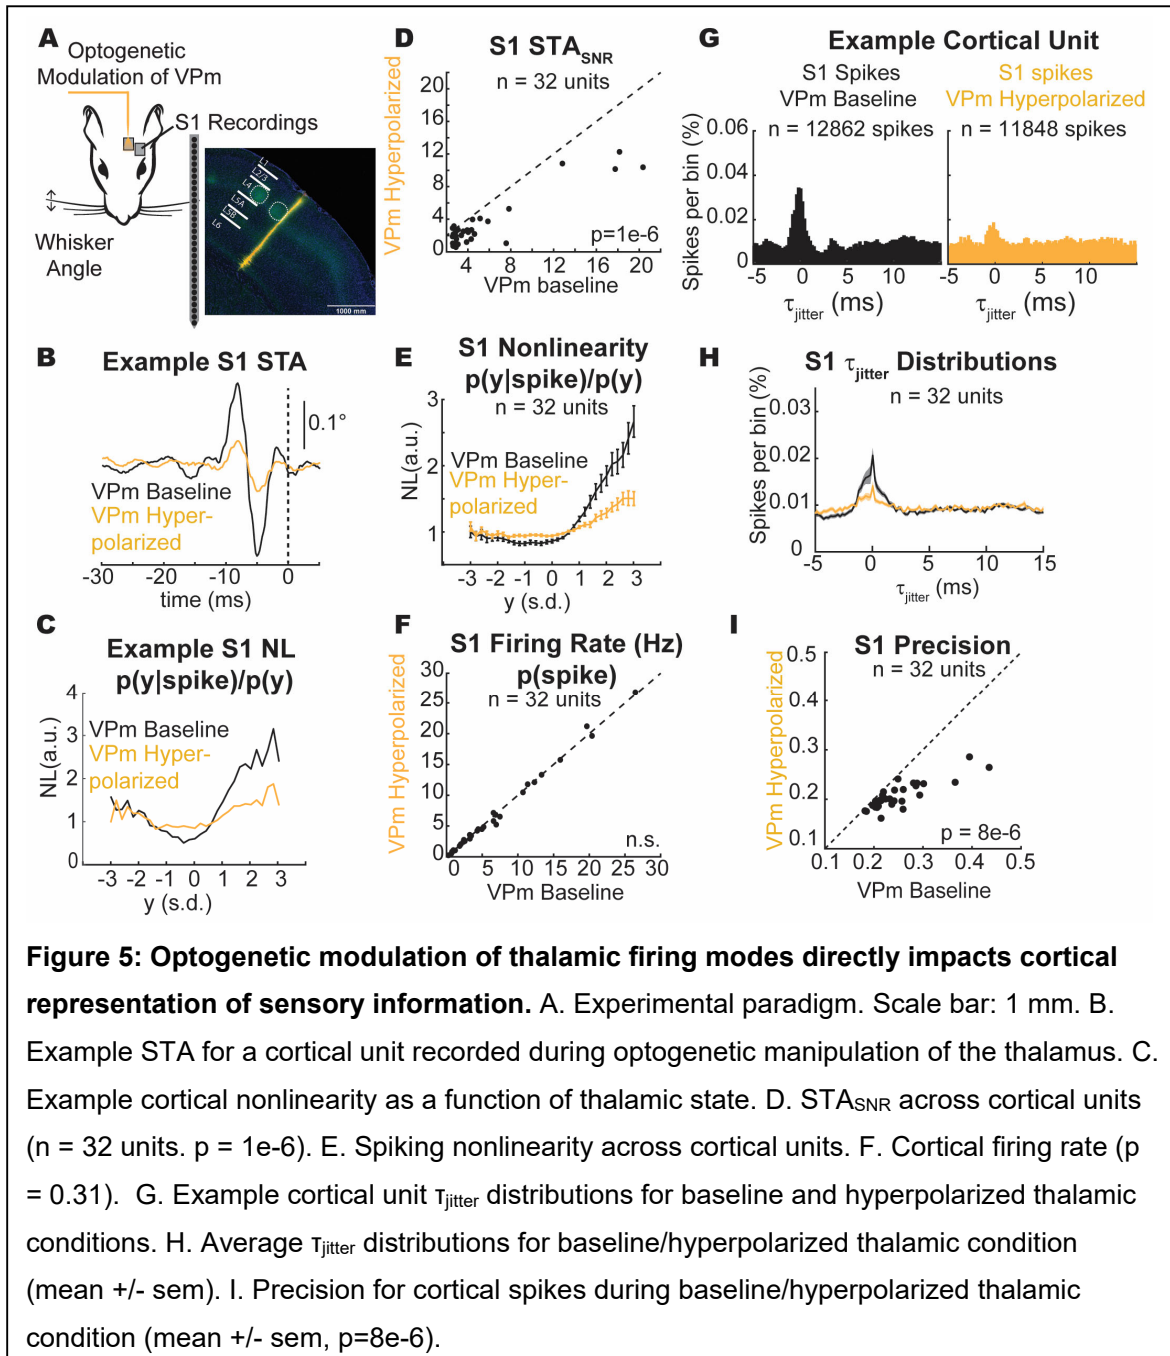 A
Optogenetic
Modulation of VPm
S1 Recordings
Whisker
Angle
L1
L2/3
L4
L5A
L5B
L6
1000 mm
B
Example S1 STA
0.1°
VPm Baseline
VPm Hyper-
polarized
-30 -20 -10 0
time (ms)
C
Example S1 NL
p(y|spike)/p(y)
NL(a.u.)
4
3
2
1
0
VPm Baseline
VPm Hyper-
polarized
-3 -2 -1 0 1 2 3
y (s.d.)
D
S1 STASNR
n = 32 units
VPm Hyperpolarized
22
20
16
12
8
4
0
p=1e-6
4 8 12 16 20
VPm baseline
E
S1 Nonlinearity
p(y|spike)/p(y)
n = 32 units
NL(a.u.)
3
2
1
VPm Baseline
VPm Hyper-
polarized
-3 -2 -1 0 1 2 3
y (s.d.)
F
S1 Firing Rate (Hz)
p(spike)
n = 32 units
VPm Hyperpolarized
30
25
20
15
10
5
0
n.s.
0 5 10 15 20 25 30
VPm Baseline
G
Example Cortical Unit
S1 Spikes
VPm Baseline
n = 12862 spikes
S1 spikes
VPm Hyperpolarized
n = 11848 spikes
Spikes per bin (%)
0.06
0.04
0.02
0
-5 0 5 10
τjitter (ms)
-5 0 5 10
τjitter (ms)
H
S1 τjitter Distributions
n = 32 units
Spikes per bin (%)
0.03
0.02
0.01
0
-5 0 5 10 15
τjitter (ms)
I
S1 Precision
n = 32 units
VPm Hyperpolarized
0.5
0.4
0.3
0.2
0.1
p = 8e-6
0.1 0.2 0.3 0.4 0.5
VPm Baseline
Figure 5: Optogenetic modulation of thalamic firing modes directly impacts cortical
representation of sensory information. A. Experimental paradigm. Scale bar: 1 mm. B.
Example STA for a cortical unit recorded during optogenetic manipulation of the thalamus. C.
Example cortical nonlinearity as a function of thalamic state. D. STASNR across cortical units
(n = 32 units. p = 1e-6). E. Spiking nonlinearity across cortical units. F. Cortical firing rate (p
= 0.31). G. Example cortical unit τjitter distributions for baseline and hyperpolarized thalamic
conditions. H. Average τjitter distributions for baseline/hyperpolarized thalamic condition
(mean +/- sem). I. Precision for cortical spikes during baseline/hyperpolarized thalamic
condition (mean +/- sem, p=8e-6).